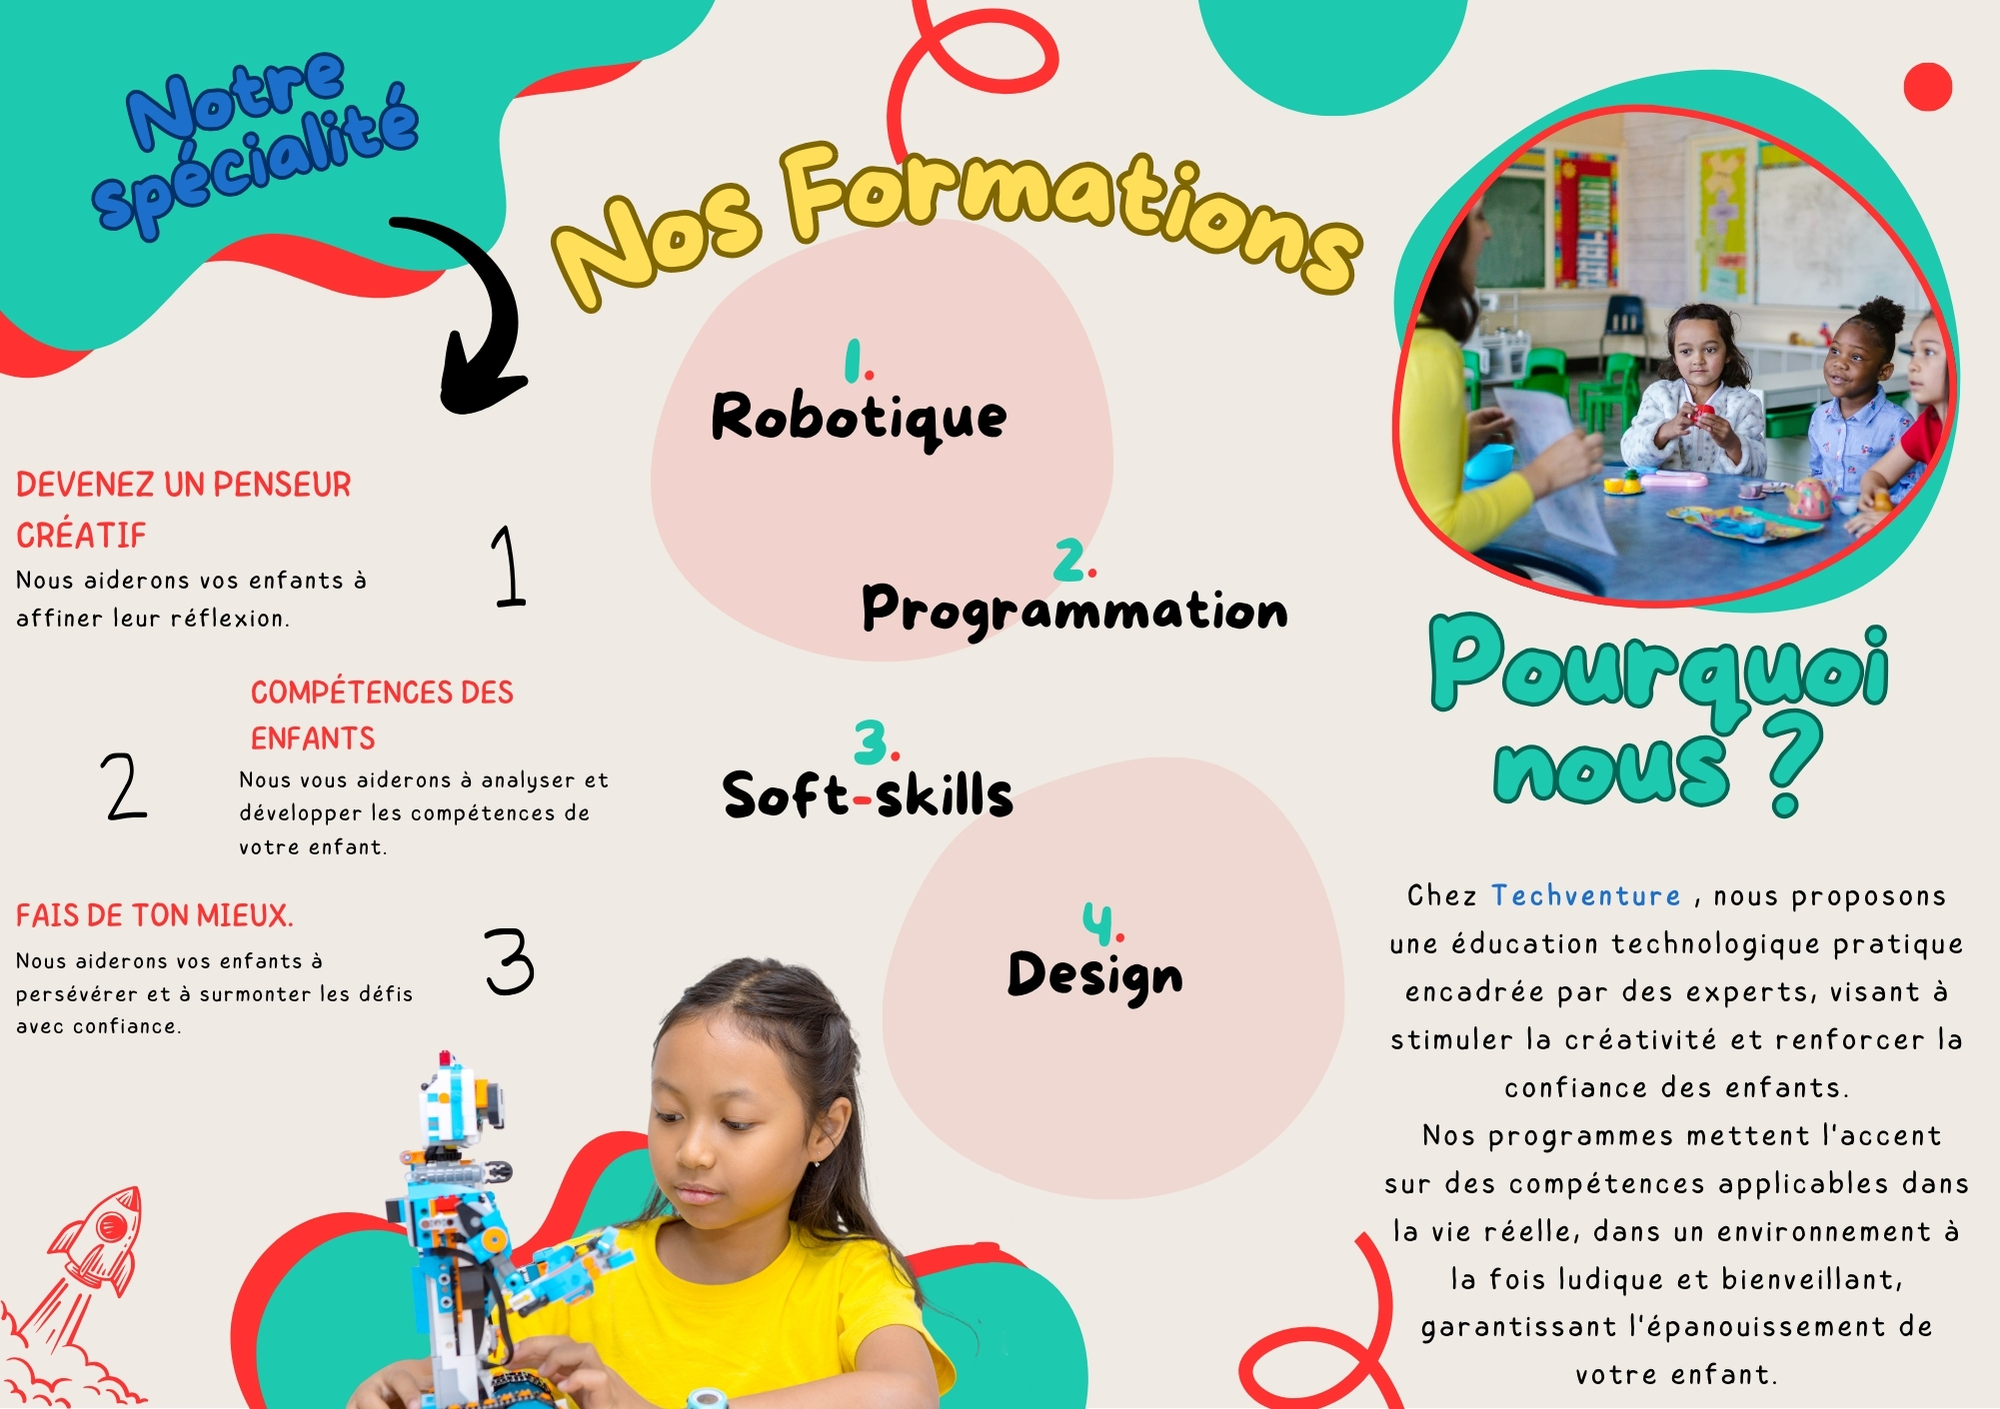 Notre
spécialité
DEVENEZ UN PENSEUR
CRÉATIF
Nous aiderons vos enfants à
affiner leur réflexion.
1
COMPÉTENCES DES
ENFANTS
Nous vous aiderons à analyser et
développer les compétences de
votre enfant.
2
FAIS DE TON MIEUX.
Nous aiderons vos enfants à
persévérer et à surmonter les défis
avec confiance.
3
Nos Formations
1.
Robotique
2.
Programmation
3.
Soft-skills
4.
Design
Pourquoi
nous ?
Chez Techventure , nous proposons
une éducation technologique pratique
encadrée par des experts, visant à
stimuler la créativité et renforcer la
confiance des enfants.
Nos programmes mettent l'accent
sur des compétences applicables dans
la vie réelle, dans un environnement à
la fois ludique et bienveillant,
garantissant l'épanouissement de
votre enfant.